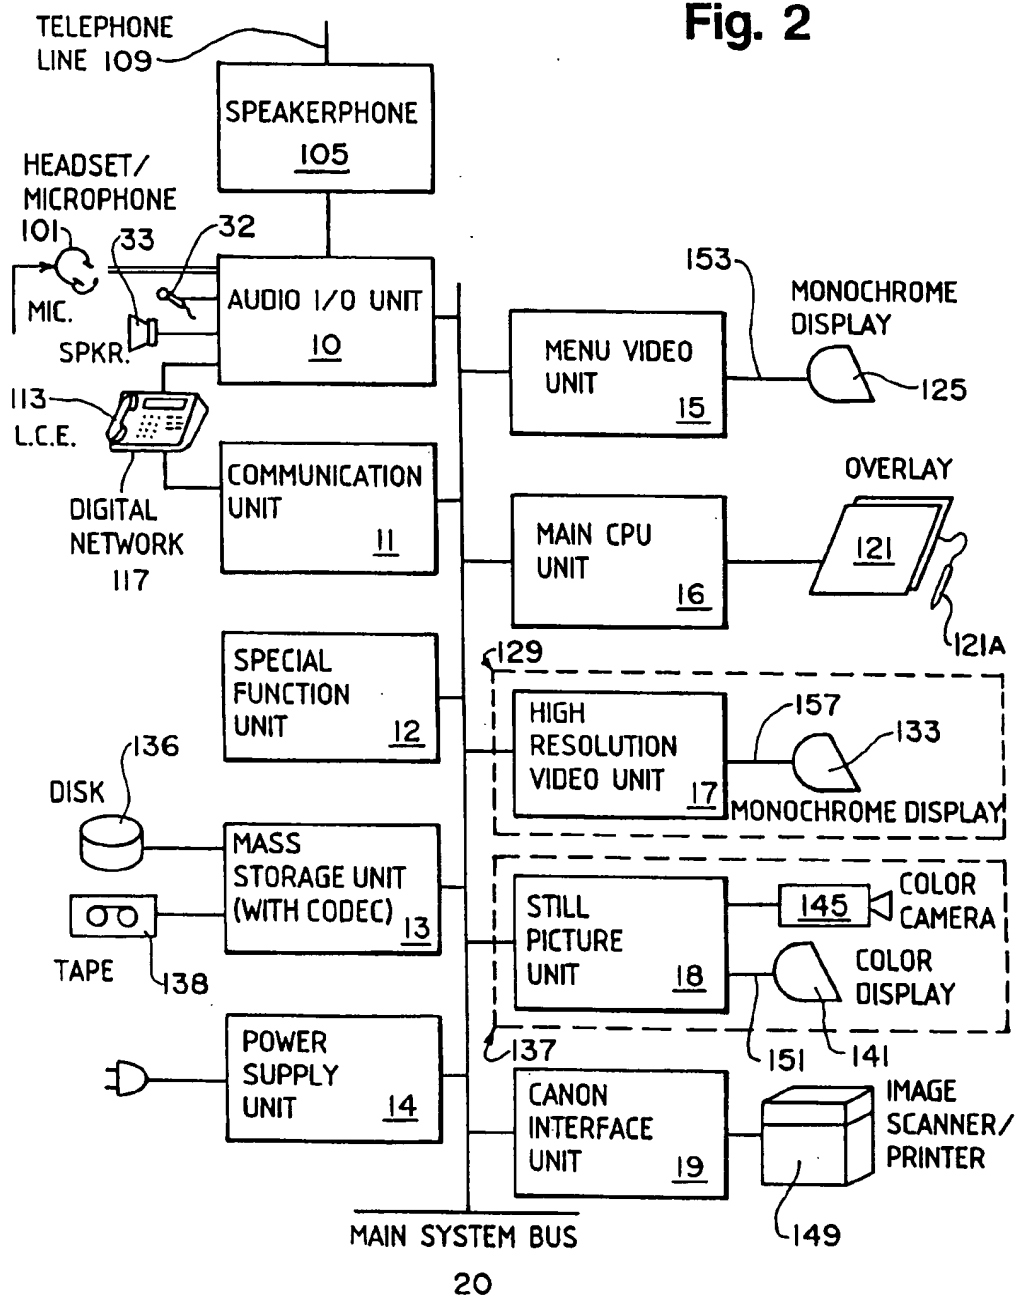 Fig. 2
TELEPHONE
LINE 109
SPEAKERPHONE
105
HEADSET/
MICROPHONE
101
33
32
MIC.
SPKR.
AUDIO I/O UNIT
10
113
L.C.E.
DIGITAL
NETWORK
117
COMMUNICATION
UNIT
11
SPECIAL
FUNCTION
UNIT
12
136
DISK
MASS
STORAGE UNIT
(WITH CODEC)
13
TAPE
138
POWER
SUPPLY
UNIT
14
153
MONOCHROME
DISPLAY
MENU VIDEO
UNIT
15
125
OVERLAY
MAIN CPU
UNIT
16
121
121A
129
HIGH
RESOLUTION
VIDEO UNIT
17
157
133
MONOCHROME DISPLAY
STILL
PICTURE
UNIT
18
145
COLOR
CAMERA
COLOR
DISPLAY
137
151
141
CANON
INTERFACE
UNIT
19
IMAGE
SCANNER/
PRINTER
149
MAIN SYSTEM BUS
20